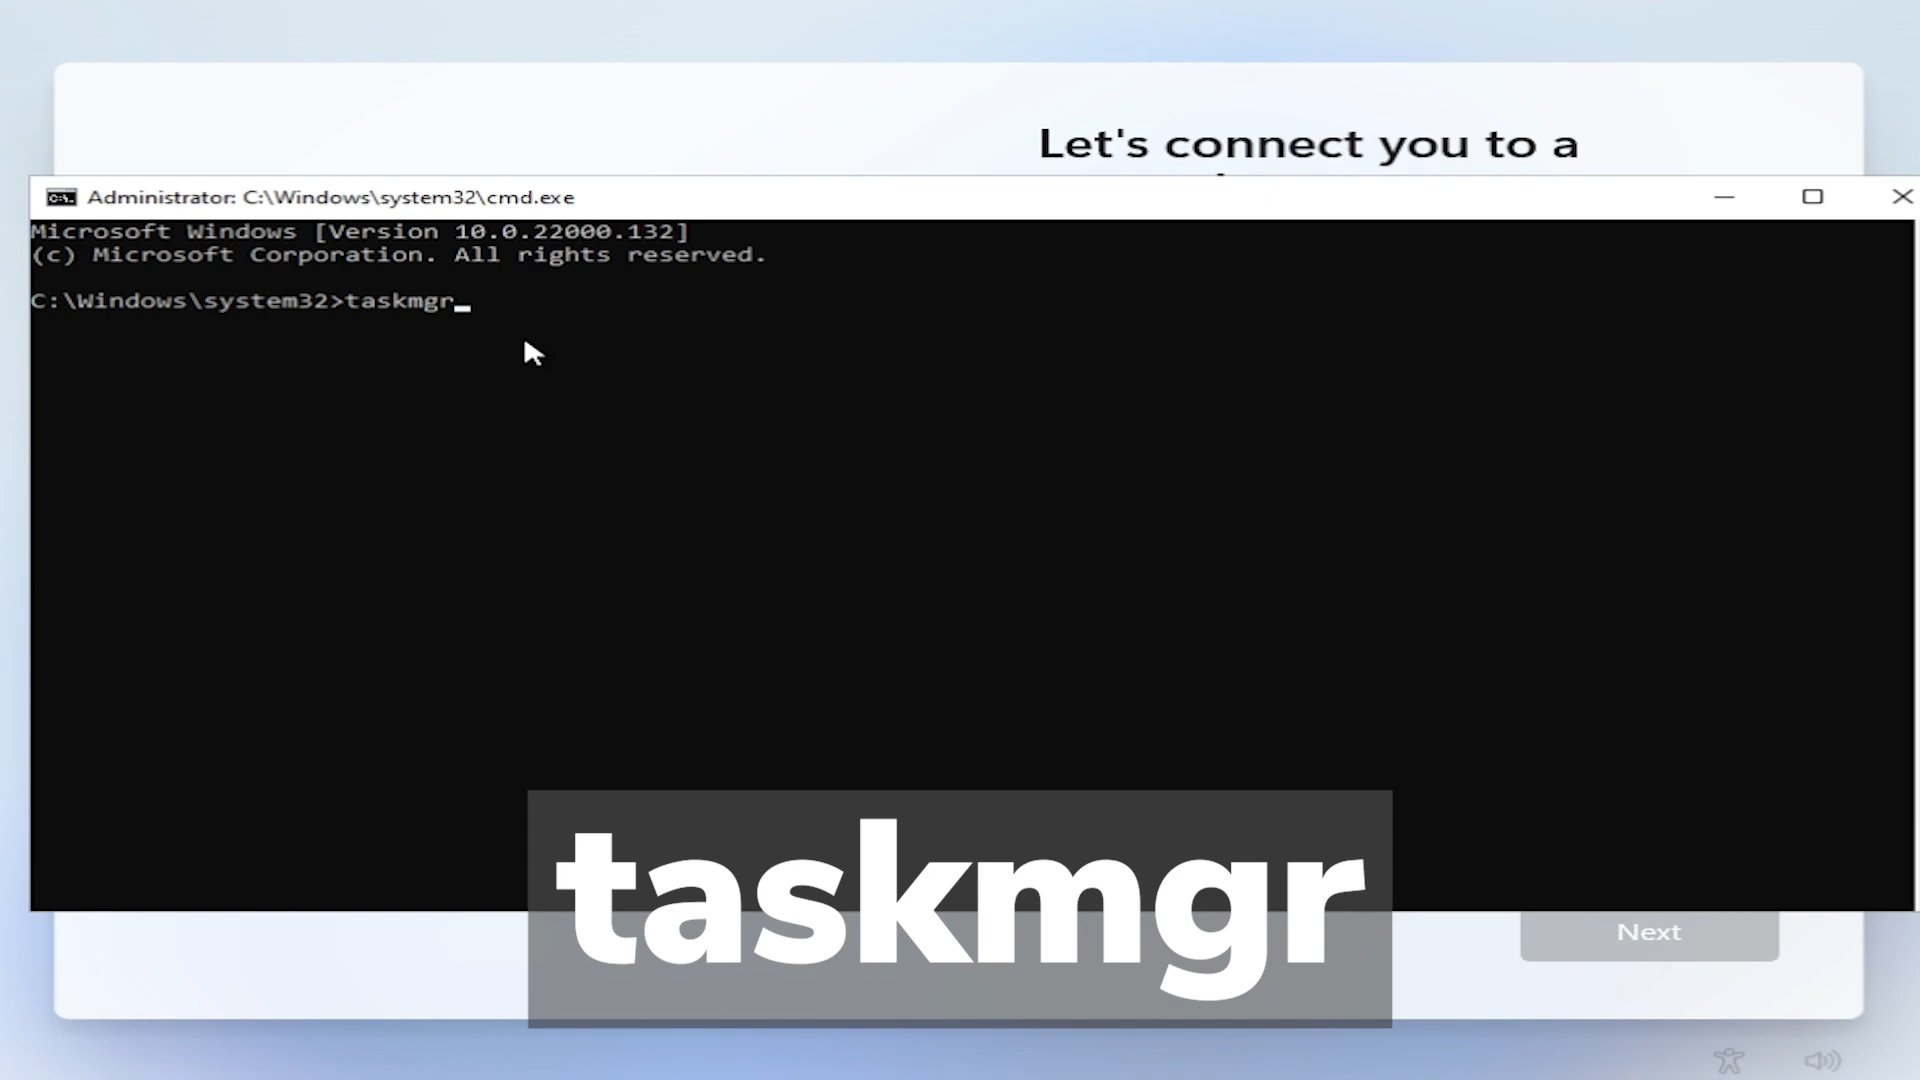 Let's connect you to a
Administrator: C:\Windows\system32\cmd.exe
Microsoft Windows [Version 10.0.22000.132]
(c) Microsoft Corporation. All rights reserved.
C:\Windows\system32>taskmgr
taskmgr
Next